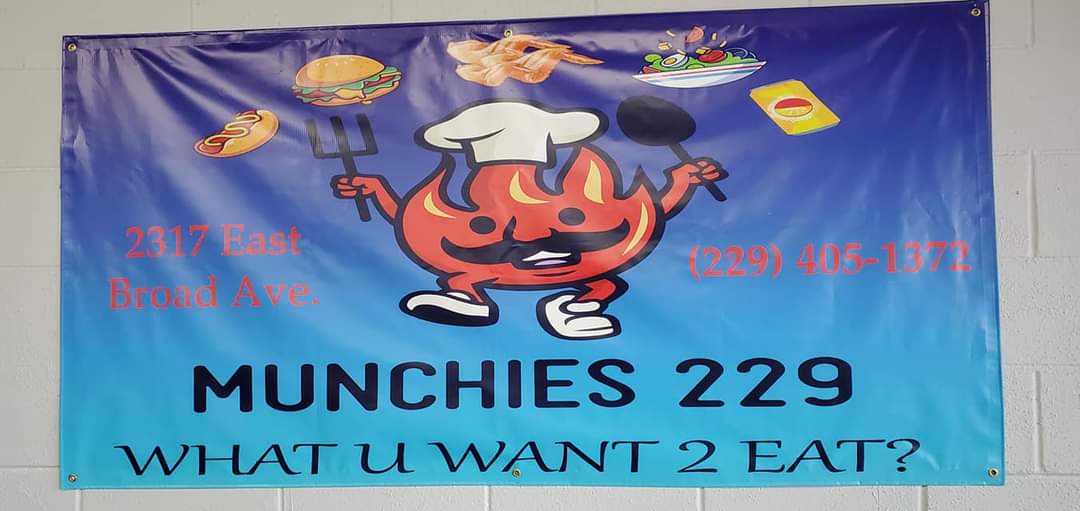 2317 East
Broad Ave.
(229) 405-1372
MUNCHIES 229
WHAT U WANT 2 EAT?